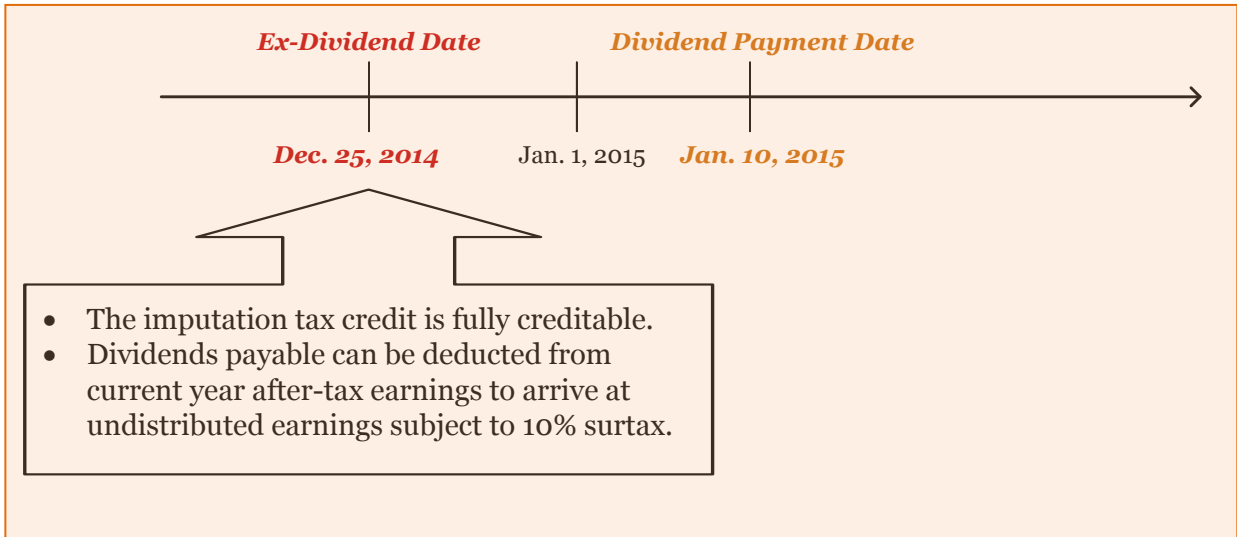 Ex-Dividend Date Dividend Payment Date
Dec. 25, 2014 Jan. 1, 2015 Jan. 10, 2015
• The imputation tax credit is fully creditable.
• Dividends payable can be deducted from
current year after-tax earnings to arrive at
undistributed earnings subject to 10% surtax.